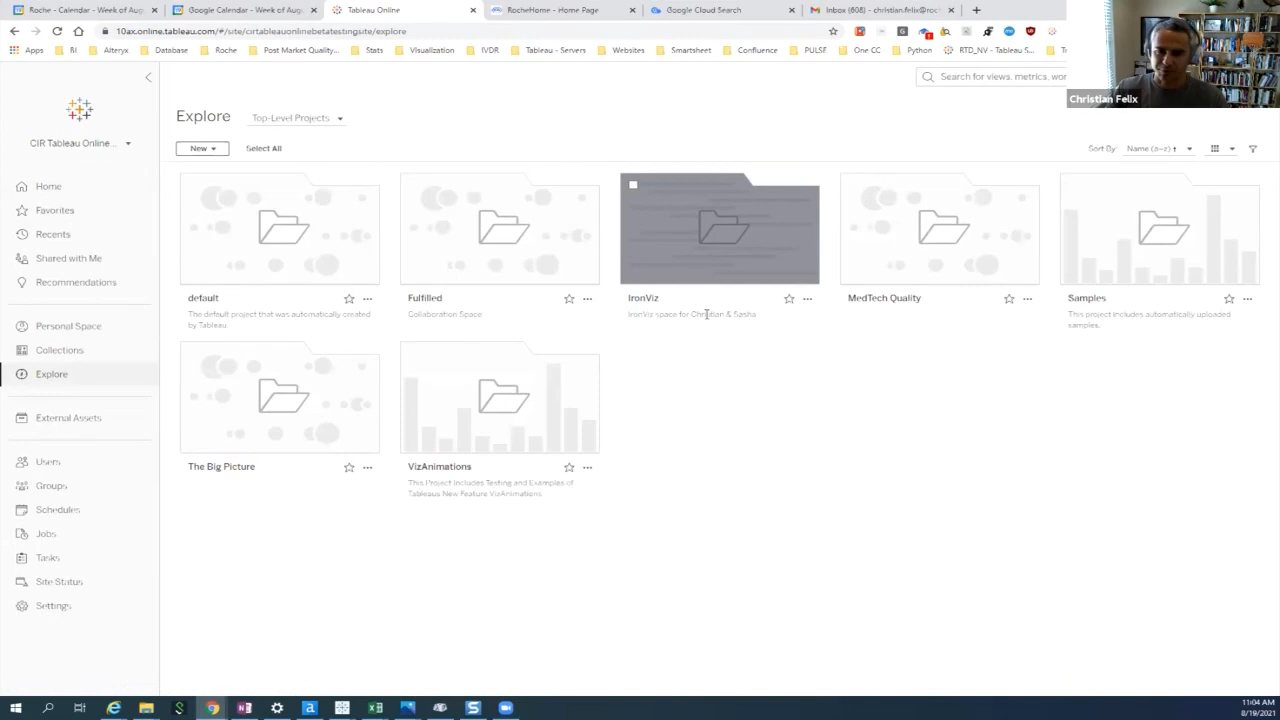 Roche - Calendar - Week of Aug
Google Calendar - Week of Aug
Tableau Online
RocheHome - Home Page
Google Cloud Search
Inbox (608) - christian.felix@roc
10ax.online.tableau.com/#/site/cirtableauonlinebetatestingsite/explore
Apps
BI
Alteryx
Database
Roche
Post Market Quality...
Stats
Visualization
IVDR
Tableau - Servers
Websites
Smartsheet
Confluence
PULSE
One CC
Python
RTD_NV - Tableau S...
Christian Felix
Search for views, metrics, wor
CIR Tableau Online...
Explore
Top-Level Projects
New
Select All
Sort By:
Name (a–z)
Home
Favorites
Recents
Shared with Me
Recommendations
Personal Space
Collections
Explore
External Assets
Users
Groups
Schedules
Jobs
Tasks
Site Status
Settings
default
The default project that was automatically created
by Tableau.
Fulfilled
Collaboration Space
IronViz
IronViz space for Christian & Sasha
MedTech Quality
Samples
This project includes automatically uploaded
samples.
The Big Picture
VizAnimations
This Project Includes Testing and Examples of
Tableaus New Feature VizAnimations.
11:04 AM
8/19/2021